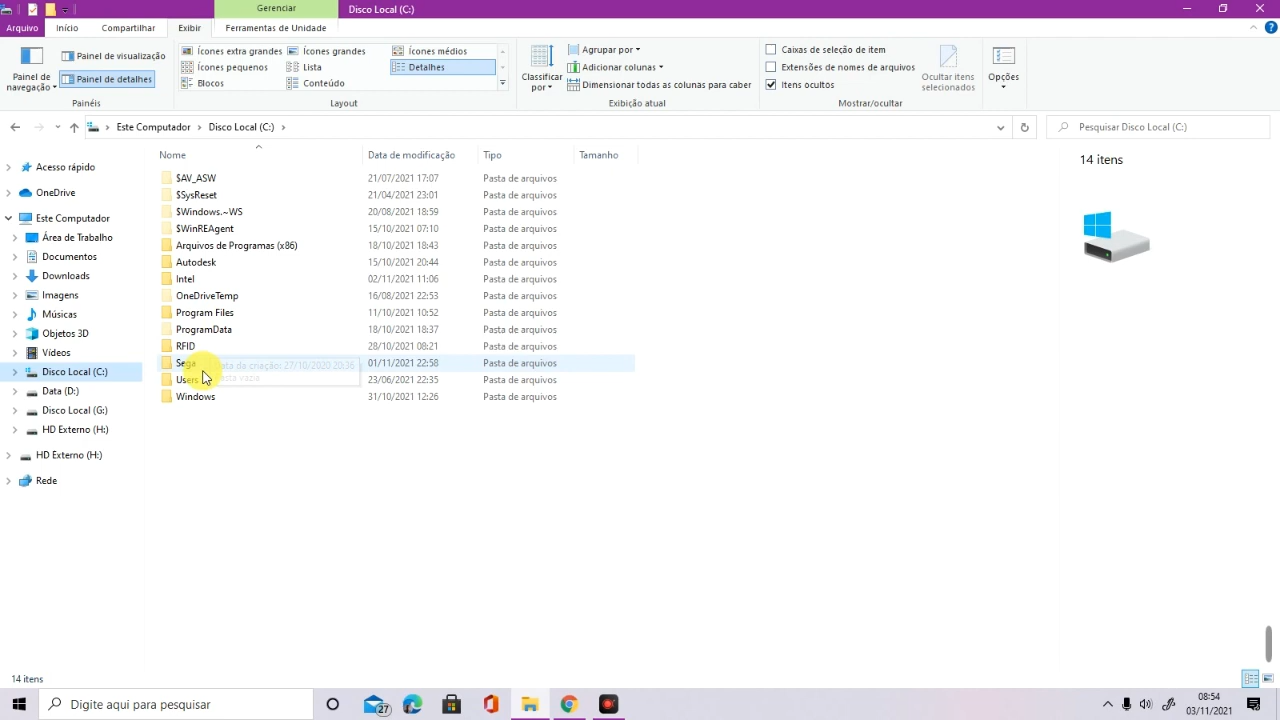 Gerenciar
Disco Local (C:)
Arquivo
Início
Compartilhar
Exibir
Ferramentas de Unidade
Painel de navegação
Painel de visualização
Painel de detalhes
Painéis
Ícones extra grandes
Ícones grandes
Ícones médios
Ícones pequenos
Lista
Detalhes
Blocos
Conteúdo
Layout
Classificar por
Agrupar por
Adicionar colunas
Dimensionar todas as colunas para caber
Exibição atual
Caixas de seleção de item
Extensões de nomes de arquivos
Itens ocultos
Ocultar itens selecionados
Mostrar/ocultar
Opções
Este Computador > Disco Local (C:) >
Pesquisar Disco Local (C:)
Acesso rápido
OneDrive
Este Computador
Área de Trabalho
Documentos
Downloads
Imagens
Músicas
Objetos 3D
Vídeos
Disco Local (C:)
Data (D:)
Disco Local (G:)
HD Externo (H:)
HD Externo (H:)
Rede
Nome Data de modificação Tipo Tamanho
$AV_ASW 21/07/2021 17:07 Pasta de arquivos
$SysReset 21/04/2021 23:01 Pasta de arquivos
$Windows.~WS 20/08/2021 18:59 Pasta de arquivos
$WinREAgent 15/10/2021 07:10 Pasta de arquivos
Arquivos de Programas (x86) 18/10/2021 18:43 Pasta de arquivos
Autodesk 15/10/2021 20:44 Pasta de arquivos
Intel 02/11/2021 11:06 Pasta de arquivos
OneDriveTemp 16/08/2021 22:53 Pasta de arquivos
Program Files 11/10/2021 10:52 Pasta de arquivos
ProgramData 18/10/2021 18:37 Pasta de arquivos
RFID 28/10/2021 08:21 Pasta de arquivos
Sega 01/11/2021 22:58 Pasta de arquivos
Data da criação: 27/10/2020 20:36
vazia
Users 23/06/2021 22:35 Pasta de arquivos
Windows 31/10/2021 12:26 Pasta de arquivos
14 itens
14 itens
Digite aqui para pesquisar
27
08:54
03/11/2021